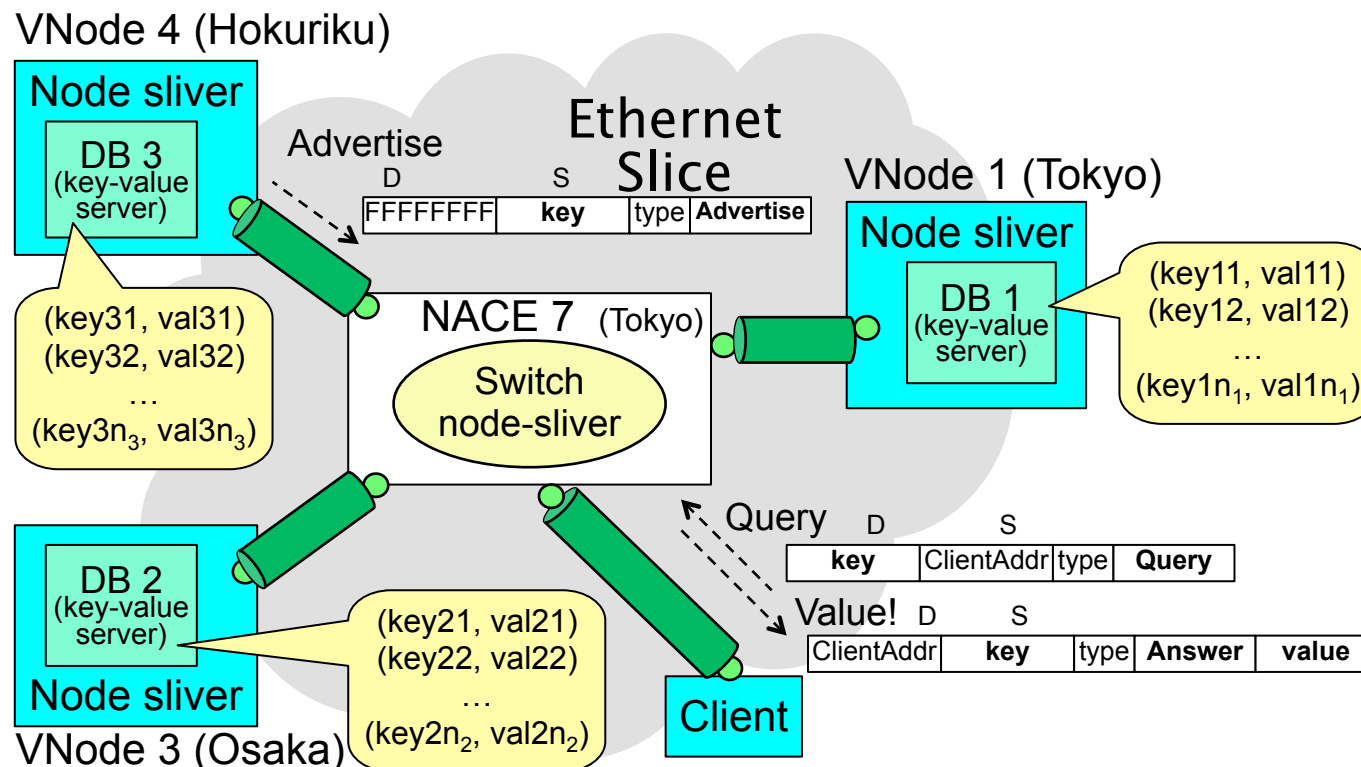 VNode 4 (Hokuriku)
Node sliver
DB 3
(key-value
server)
Advertise
D S
FFFFFFFF key type Advertise
Ethernet
Slice
VNode 1 (Tokyo)
Node sliver
DB 1
(key-value
server)
(key11, val11)
(key12, val12)
…
(key1n₁, val1n₁)
(key31, val31)
(key32, val32)
…
(key3n₃, val3n₃)
NACE 7 (Tokyo)
Switch
node-sliver
Query
D S
key ClientAddr type Query
Value!
D S
ClientAddr key type Answer value
DB 2
(key-value
server)
Node sliver
VNode 3 (Osaka)
(key21, val21)
(key22, val22)
…
(key2n₂, val2n₂)
Client